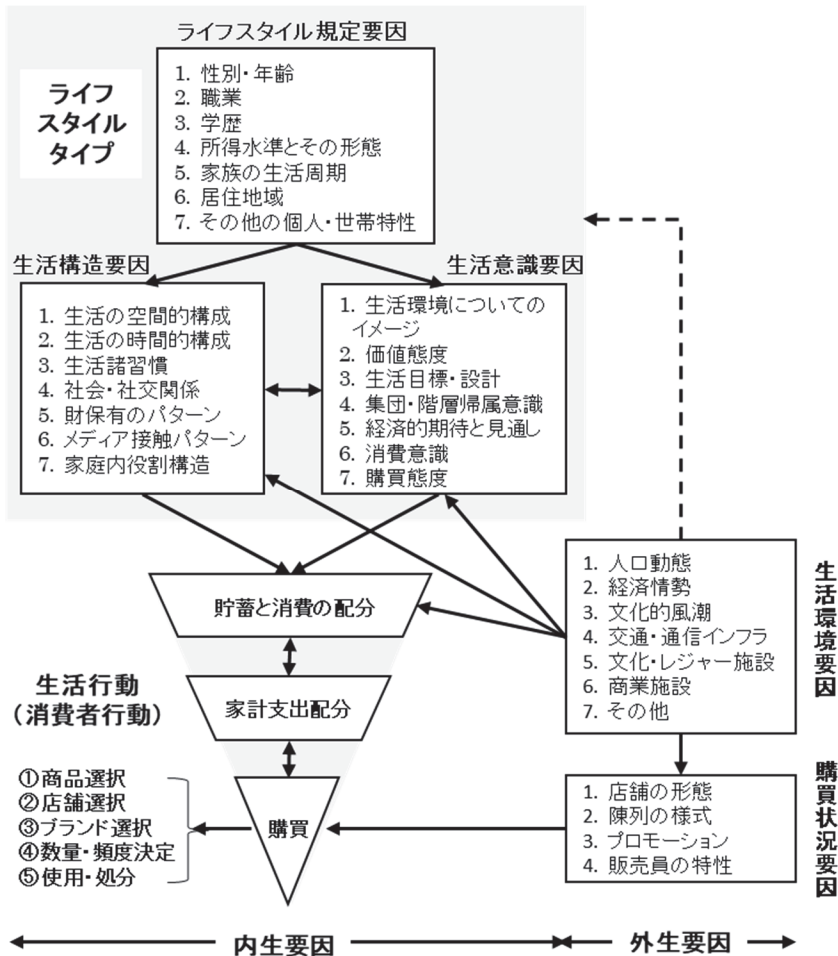 ライフスタイル規定要因
ライフ
スタイル
タイプ
1. 性別・年齢
2. 職業
3. 学歴
4. 所得水準とその形態
5. 家族の生活周期
6. 居住地域
7. その他の個人・世帯特性
生活構造要因
1. 生活の空間的構成
2. 生活の時間的構成
3. 生活諸習慣
4. 社会・社交関係
5. 財保有のパターン
6. メディア接触パターン
7. 家庭内役割構造
生活意識要因
1. 生活環境についての
イメージ
2. 価値態度
3. 生活目標・設計
4. 集団・階層帰属意識
5. 経済的期待と見通し
6. 消費意識
7. 購買態度
貯蓄と消費の配分
家計支出配分
購買
生活行動
(消費者行動)
①商品選択
②店舗選択
③ブランド選択
④数量・頻度決定
⑤使用・処分
1. 人口動態
2. 経済情勢
3. 文化的風潮
4. 交通・通信インフラ
5. 文化・レジャー施設
6. 商業施設
7. その他
生活環境要因
1. 店舗の形態
2. 陳列の様式
3. プロモーション
4. 販売員の特性
購買状況要因
内生要因
外生要因